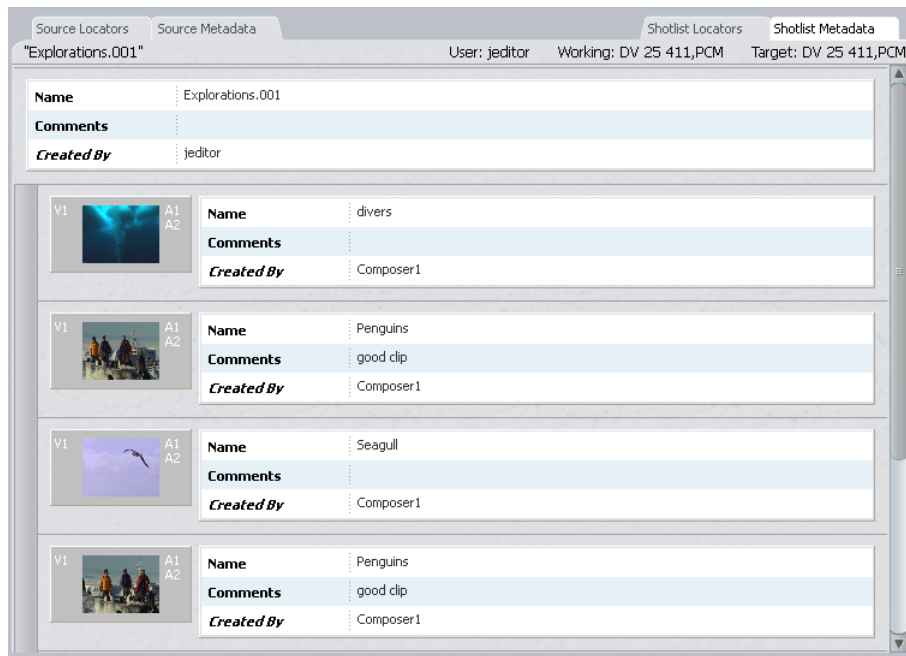 Source Locators Source Metadata Shotlist Locators Shotlist Metadata
"Explorations.001" User: jeditor Working: DV 25 411,PCM Target: DV 25 411,PCM
Name Explorations.001
Comments
Created By jeditor
V1 A1 Name divers
A2
Comments
Created By Composer1
V1 A1 Name Penguins
A2
Comments good clip
Created By Composer1
V1 A1 Name Seagull
A2
Comments
Created By Composer1
V1 A1 Name Penguins
A2
Comments good clip
Created By Composer1